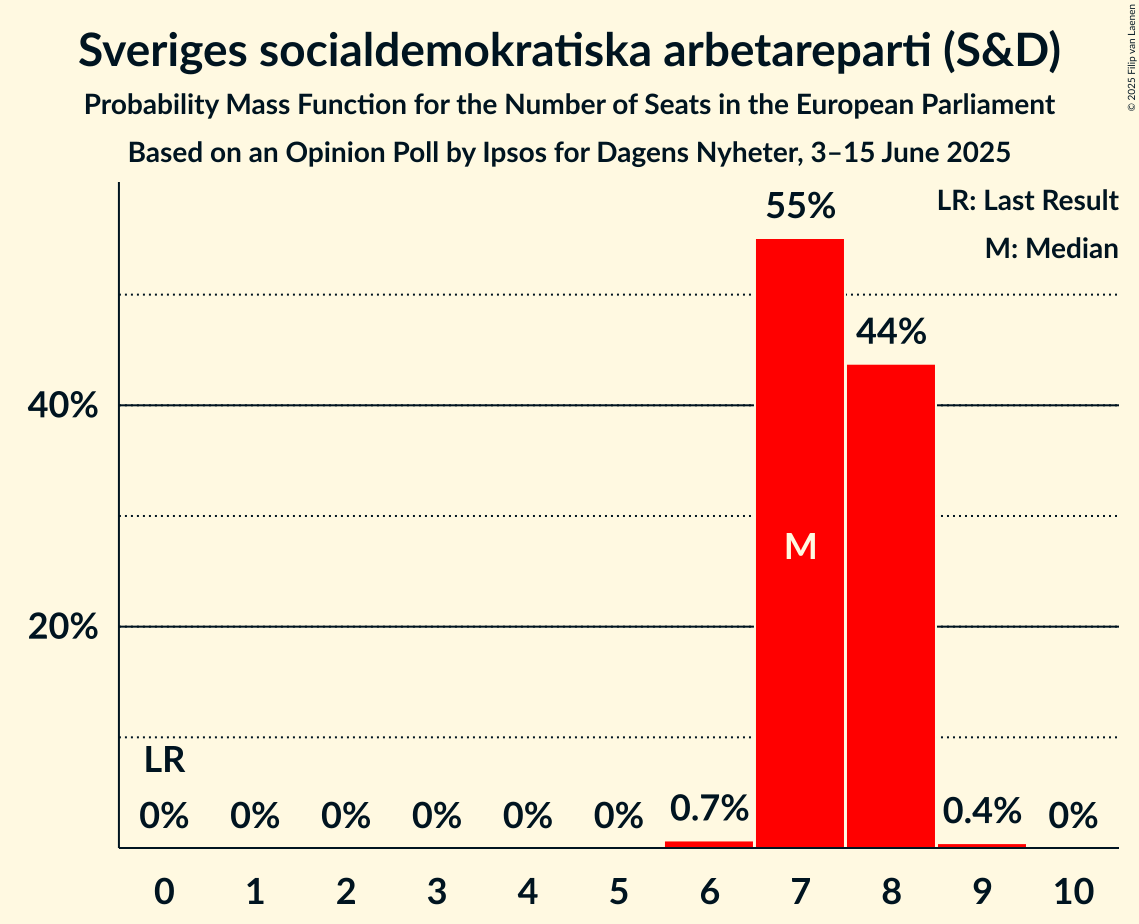 Sveriges socialdemokratiska arbetareparti (S&D)
Probability Mass Function for the Number of Seats in the European Parliament
Based on an Opinion Poll by Ipsos for Dagens Nyheter, 3–15 June 2025
© 2025 Filip van Laenen
LR: Last Result
M: Median
55%
44%
40%
M
20%
LR
0% 0% 0% 0% 0% 0% 0.7% 0.4% 0%
0 1 2 3 4 5 6 7 8 9 10